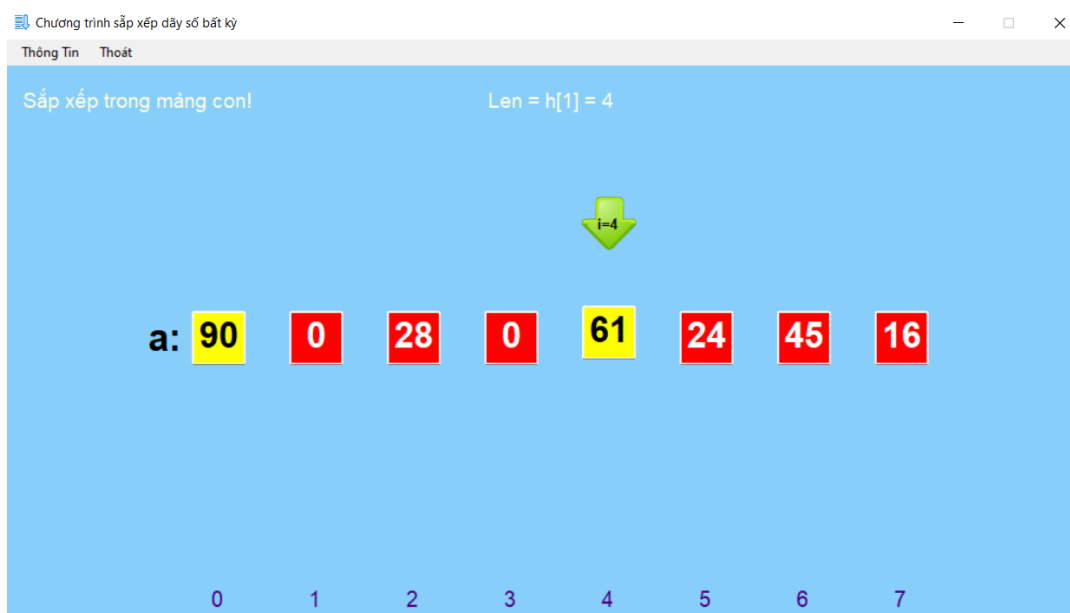 Chương trình sắp xếp dãy số bất kỳ
Thông Tin Thoát
Sắp xếp trong mảng con! Len = h[1] = 4
i=4
a: 90 0 28 0 61 24 45 16
0 1 2 3 4 5 6 7